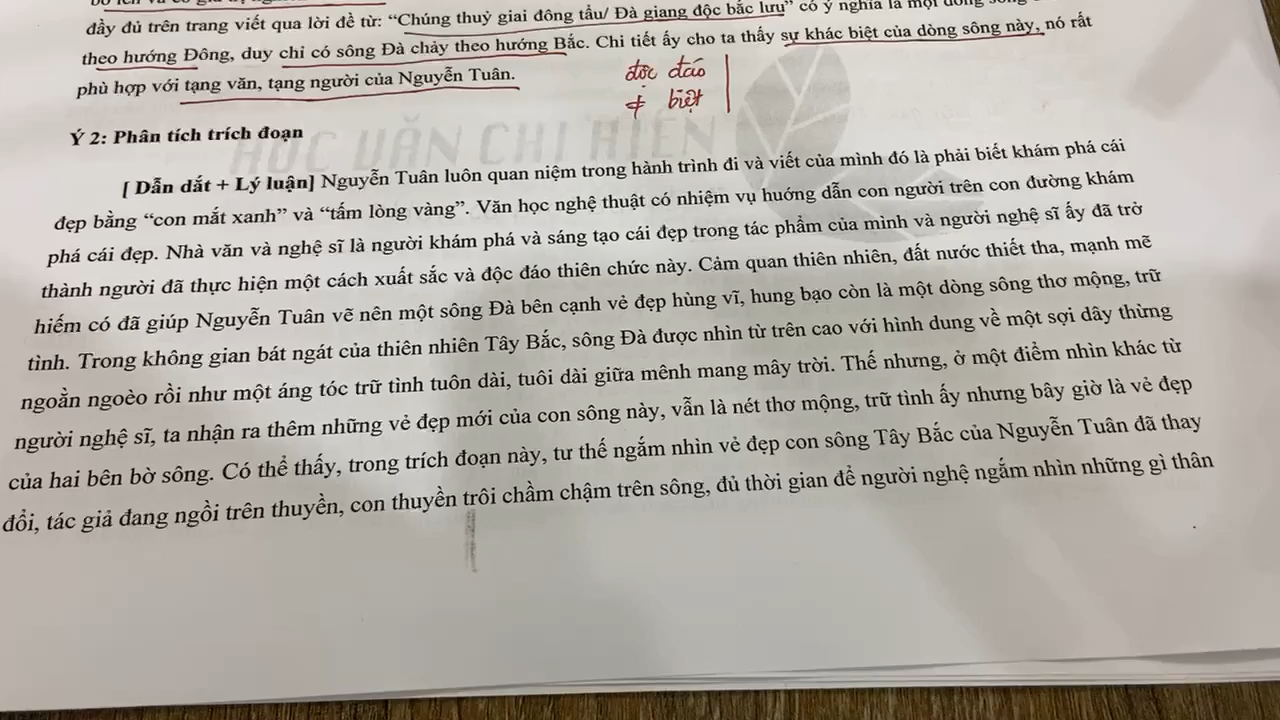 đầy đủ trên trang viết qua lời đề từ: “Chúng thuỷ giai đông tẩu/ Đà giang độc bắc lưu” có ý nghĩa là mọi dòng sông
theo hướng Đông, duy chỉ có sông Đà chảy theo hướng Bắc. Chi tiết ấy cho ta thấy sự khác biệt của dòng sông này, nó rất
phù hợp với tạng văn, tạng người của Nguyễn Tuân.
độc đáo
≠ biệt
Ý 2: Phân tích trích đoạn
HỌC VĂN CHỊ HIÊN
[ Dẫn dắt + Lý luận] Nguyễn Tuân luôn quan niệm trong hành trình đi và viết của mình đó là phải biết khám phá cái
đẹp bằng “con mắt xanh” và “tấm lòng vàng”. Văn học nghệ thuật có nhiệm vụ hướng dẫn con người trên con đường khám
phá cái đẹp. Nhà văn và nghệ sĩ là người khám phá và sáng tạo cái đẹp trong tác phẩm của mình và người nghệ sĩ ấy đã trở
thành người đã thực hiện một cách xuất sắc và độc đáo thiên chức này. Cảm quan thiên nhiên, đất nước thiết tha, mạnh mẽ
hiếm có đã giúp Nguyễn Tuân vẽ nên một sông Đà bên cạnh vẻ đẹp hùng vĩ, hung bạo còn là một dòng sông thơ mộng, trữ
tình. Trong không gian bát ngát của thiên nhiên Tây Bắc, sông Đà được nhìn từ trên cao với hình dung về một sợi dây thừng
ngoằn ngoèo rồi như một áng tóc trữ tình tuôn dài, tuôi dài giữa mênh mang mây trời. Thế nhưng, ở một điểm nhìn khác từ
người nghệ sĩ, ta nhận ra thêm những vẻ đẹp mới của con sông này, vẫn là nét thơ mộng, trữ tình ấy nhưng bây giờ là vẻ đẹp
của hai bên bờ sông. Có thể thấy, trong trích đoạn này, tư thế ngắm nhìn vẻ đẹp con sông Tây Bắc của Nguyễn Tuân đã thay
đổi, tác giả đang ngồi trên thuyền, con thuyền trôi chầm chậm trên sông, đủ thời gian để người nghệ ngắm nhìn những gì thân